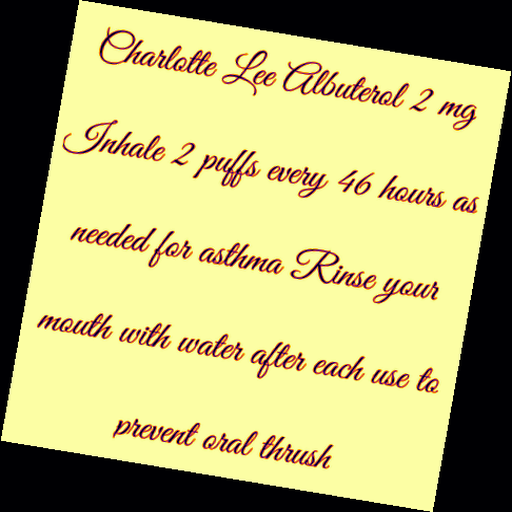 Charlotte Lee Albuterol 2 mg
Inhale 2 puffs every 46 hours as
needed for asthma Rinse your
mouth with water after each use to
prevent oral thrush